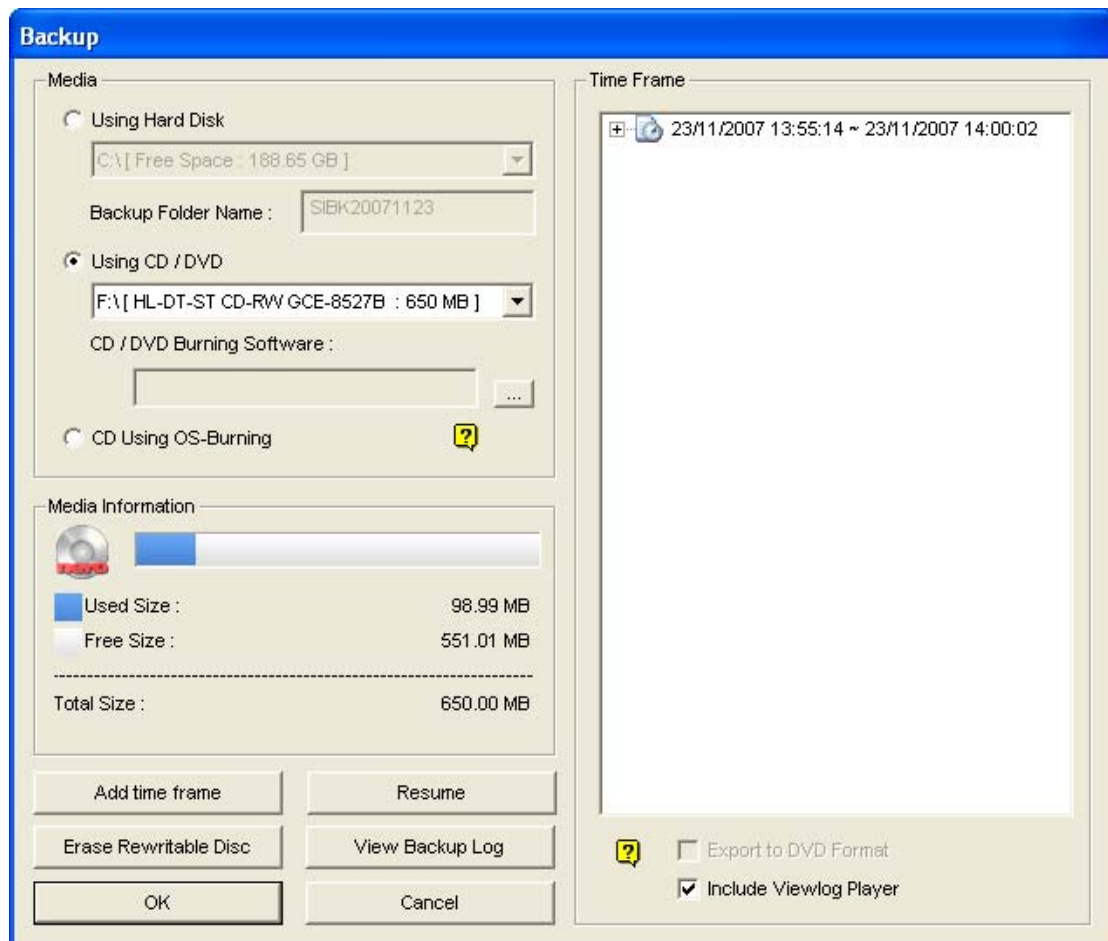 Backup
Media
Using Hard Disk
C:\ [ Free Space : 188.65 GB ]
Backup Folder Name :
SIBK20071123
Using CD / DVD
F:\ [ HL-DT-ST CD-RW GCE-8527B : 650 MB ]
CD / DVD Burning Software :
...
CD Using OS-Burning
?
Media Information
Used Size : 98.99 MB
Free Size : 551.01 MB
Total Size : 650.00 MB
Add time frame
Resume
Erase Rewritable Disc
View Backup Log
OK
Cancel
Time Frame
23/11/2007 13:55:14 ~ 23/11/2007 14:00:02
?
Export to DVD Format
Include Viewlog Player